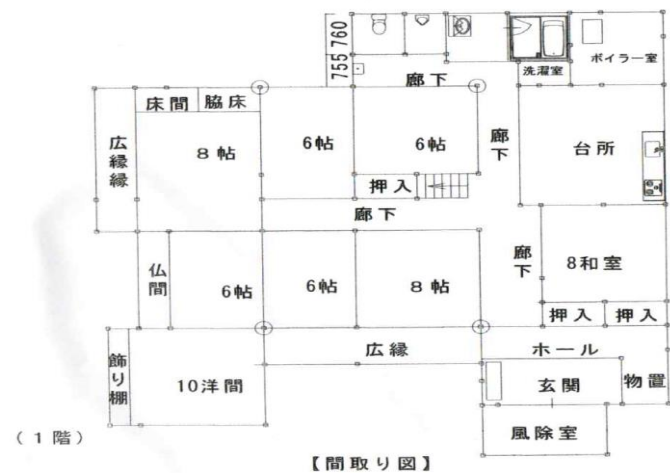 755 760
廊下
洗濯室
ボイラー室
広縁縁
床間
脇床
8帖
6帖
6帖
押入
廊下
台所
廊下
仏間
6帖
6帖
8帖
廊下
8和室
押入
押入
飾り棚
10洋間
広縁
ホール
玄関
物置
風除室
(1階)
【間取り図】